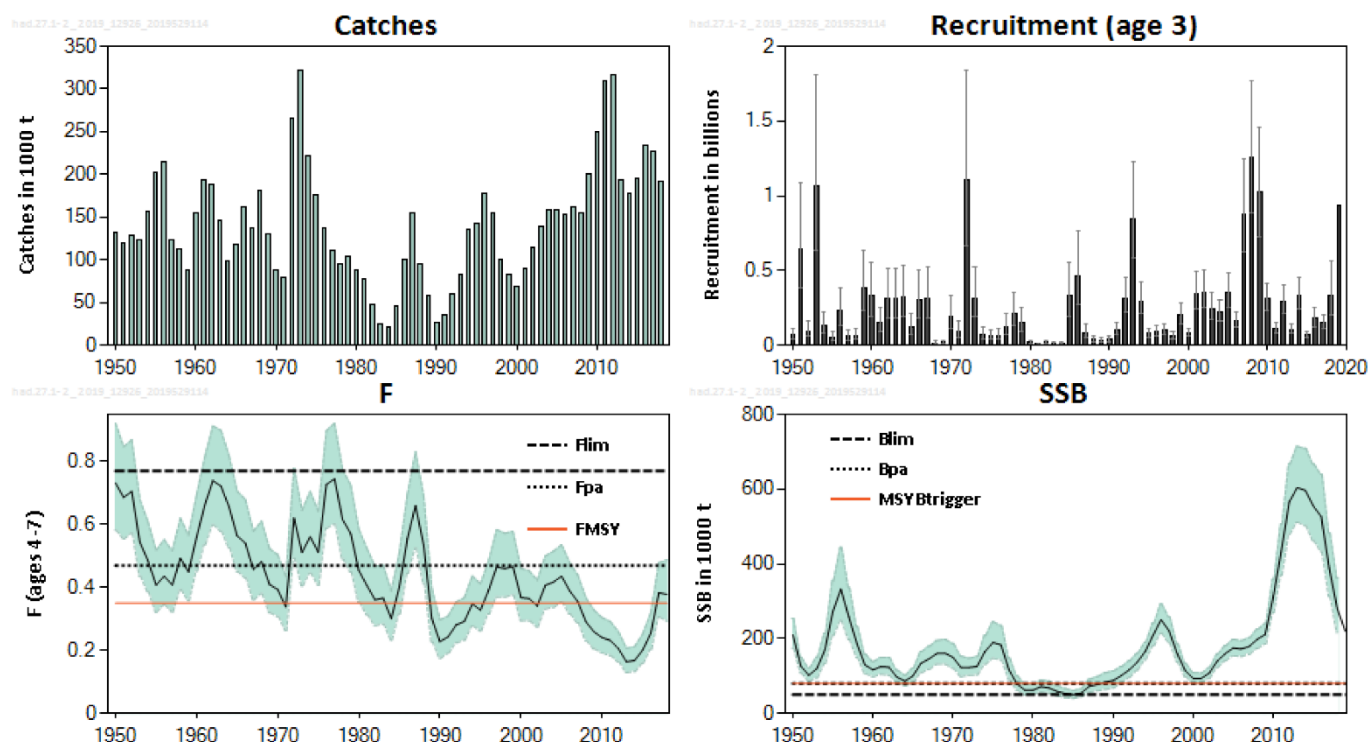 had.27.1-2_2019_12926_2019529114
Catches
Catches in 1000 t
350
300
250
200
150
100
50
0
1950 1960 1970 1980 1990 2000 2010
had.27.1-2_2019_12926_2019529114
Recruitment (age 3)
Recruitment in billions
2
1.5
1
0.5
0
1950 1960 1970 1980 1990 2000 2010 2020
had.27.1-2_2019_12926_2019529114
F
F (ages 4-7)
0.8
0.6
0.4
0.2
0
Flim
Fpa
FMSY
1950 1960 1970 1980 1990 2000 2010
had.27.1-2_2019_12926_2019529114
SSB
SSB in 1000 t
800
600
400
200
0
Blim
Bpa
MSYBtrigger
1950 1960 1970 1980 1990 2000 2010